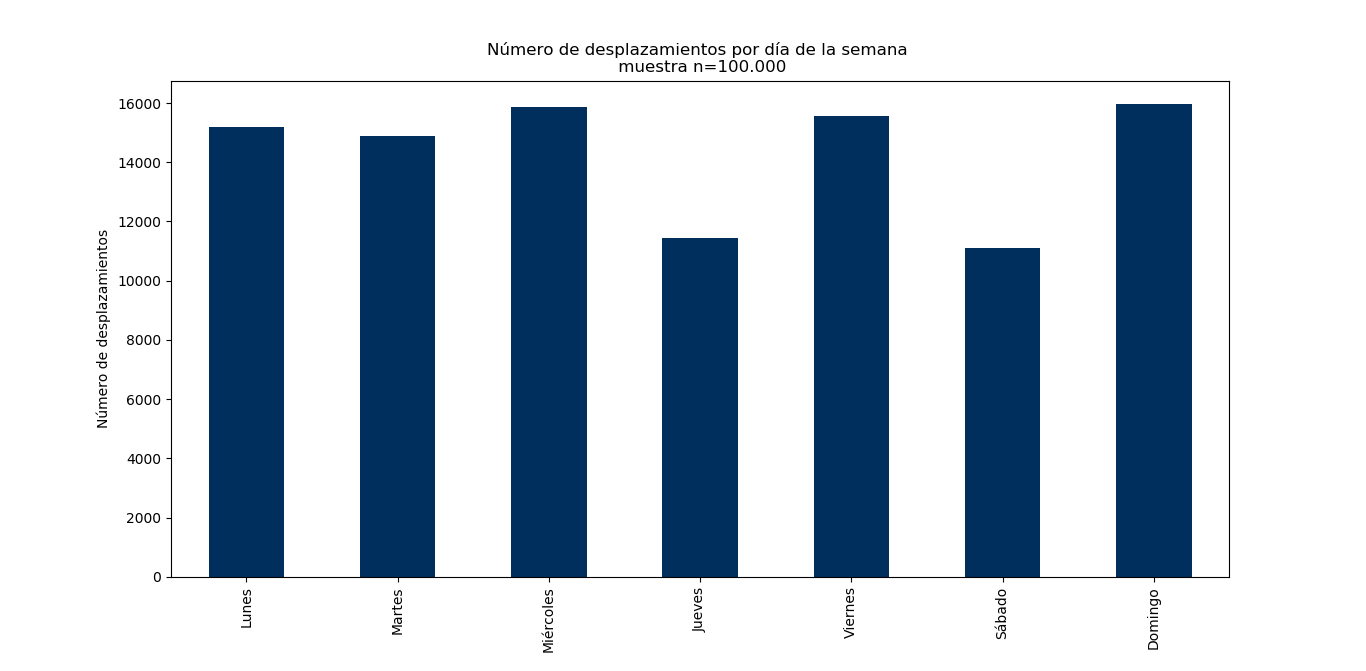 Número de desplazamientos por día de la semana
muestra n=100.000
Número de desplazamientos
16000
14000
12000
10000
8000
6000
4000
2000
0
Lunes
Martes
Miércoles
Jueves
Viernes
Sábado
Domingo